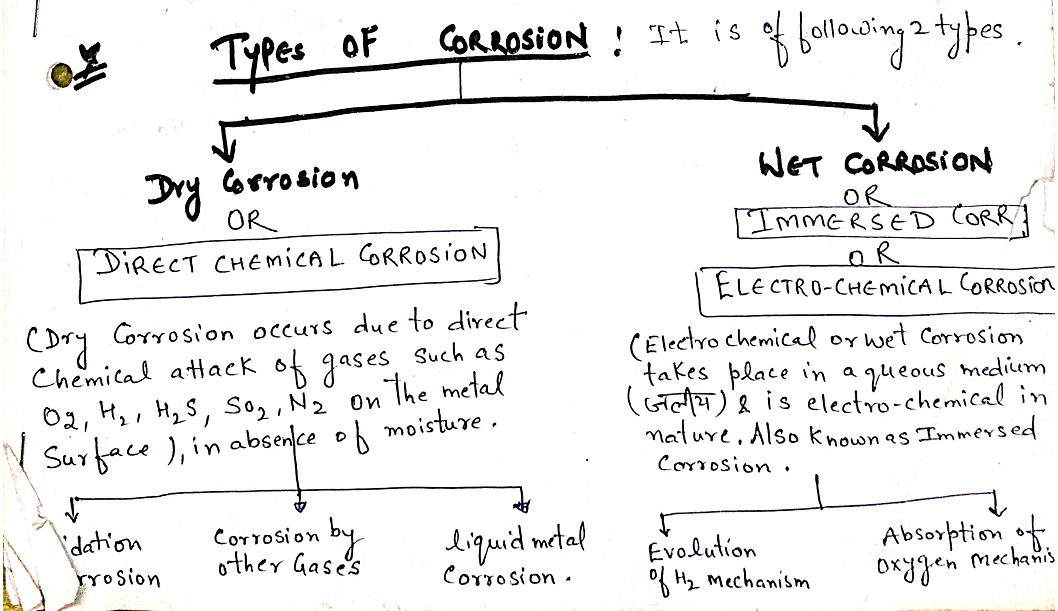 TYPES OF CORROSION : It is of following 2 types.
Dry Corrosion
OR
DIRECT CHEMICAL CORROSION
(Dry Corrosion occurs due to direct
Chemical attack of gases such as
O2, H2, H2S, SO2, N2 on the metal
Surface), in absence of moisture.
idation
rrosion
Corrosion by
other Gases
liquid metal
Corrosion.
WET CORROSION
OR
IMMERSED CORR
OR
ELECTRO-CHEMICAL CORROSION
(Electrochemical or wet Corrosion
takes place in aqueous medium
(जलीय) & is electro-chemical in
nature. Also Known as Immersed
Corrosion.
Evolution
of H2 Mechanism
Absorption of
Oxygen Mechanis